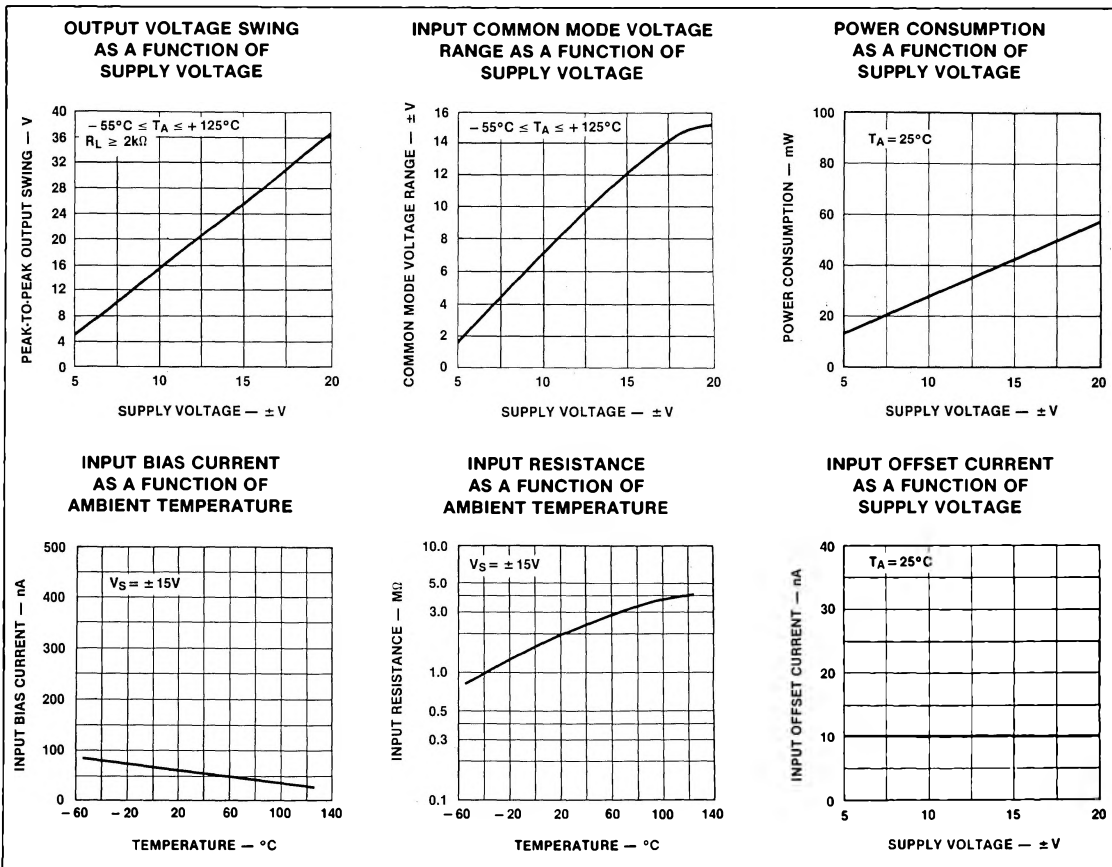 OUTPUT VOLTAGE SWING
AS A FUNCTION OF
SUPPLY VOLTAGE
PEAK-TO-PEAK OUTPUT SWING — V
40
36
32
28
24
20
16
12
8
4
0
−55°C ≤ TA ≤ +125°C
RL ≥ 2kΩ
5
10
15
20
SUPPLY VOLTAGE — ±V
INPUT COMMON MODE VOLTAGE
RANGE AS A FUNCTION OF
SUPPLY VOLTAGE
COMMON MODE VOLTAGE RANGE — ±V
16
14
12
10
8
6
4
2
0
−55°C ≤ TA ≤ +125°C
5
10
15
20
SUPPLY VOLTAGE — ±V
POWER CONSUMPTION
AS A FUNCTION OF
SUPPLY VOLTAGE
POWER CONSUMPTION — mW
100
80
60
40
20
0
TA = 25°C
5
10
15
20
SUPPLY VOLTAGE — ±V
INPUT BIAS CURRENT
AS A FUNCTION OF
AMBIENT TEMPERATURE
INPUT BIAS CURRENT — nA
500
400
300
200
100
0
VS = ±15V
−60
−20
20
60
100
140
TEMPERATURE — °C
INPUT RESISTANCE
AS A FUNCTION OF
AMBIENT TEMPERATURE
INPUT RESISTANCE — MΩ
10.0
5.0
3.0
1.0
0.5
0.3
0.1
VS = ±15V
−60
−20
20
60
100
140
TEMPERATURE — °C
INPUT OFFSET CURRENT
AS A FUNCTION OF
SUPPLY VOLTAGE
INPUT OFFSET CURRENT — nA
40
30
20
10
0
TA = 25°C
5
10
15
20
SUPPLY VOLTAGE — ±V